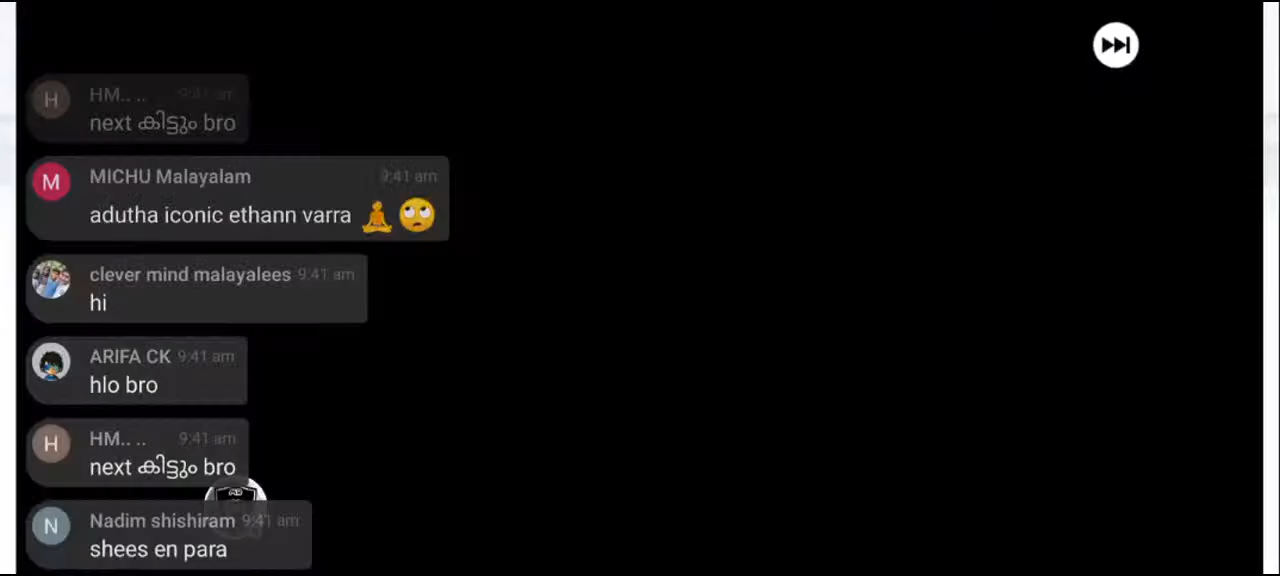 HM.. .. 9:41 am
next കിട്ടും bro
MICHU Malayalam 9:41 am
adutha iconic ethann varra 🧘🙄
clever mind malayalees 9:41 am
hi
ARIFA CK 9:41 am
hlo bro
HM.. .. 9:41 am
next കിട്ടും bro
Nadim shishiram 9:41 am
shees en para
H
M
H
N